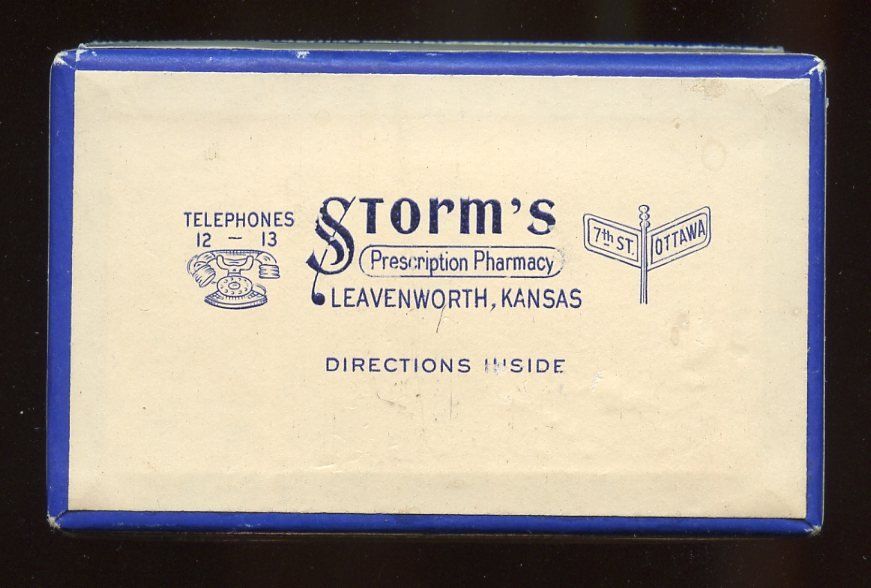 TELEPHONES
12 – 13
STORM'S
Prescription Pharmacy
LEAVENWORTH, KANSAS
7th ST.
OTTAWA
DIRECTIONS INSIDE